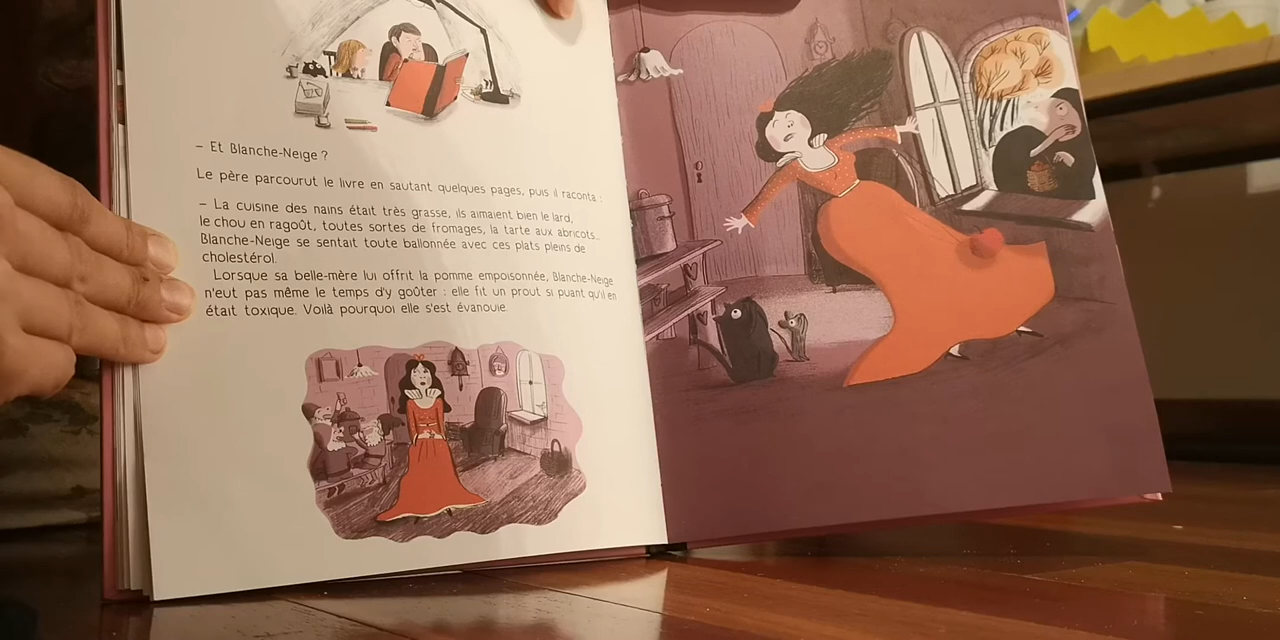 – Et Blanche-Neige ?
Le père parcourut le livre en sautant quelques pages, puis il raconta :
– La cuisine des nains était très grasse, ils aimaient bien le lard,
le chou en ragoût, toutes sortes de fromages, la tarte aux abricots...
Blanche-Neige se sentait toute ballonnée avec ces plats pleins de
cholestérol.
Lorsque sa belle-mère lui offrit la pomme empoisonnée, Blanche-Neige
n'eut pas même le temps d'y goûter : elle fit un prout si puant qu'il en
était toxique. Voilà pourquoi elle s'est évanouie.